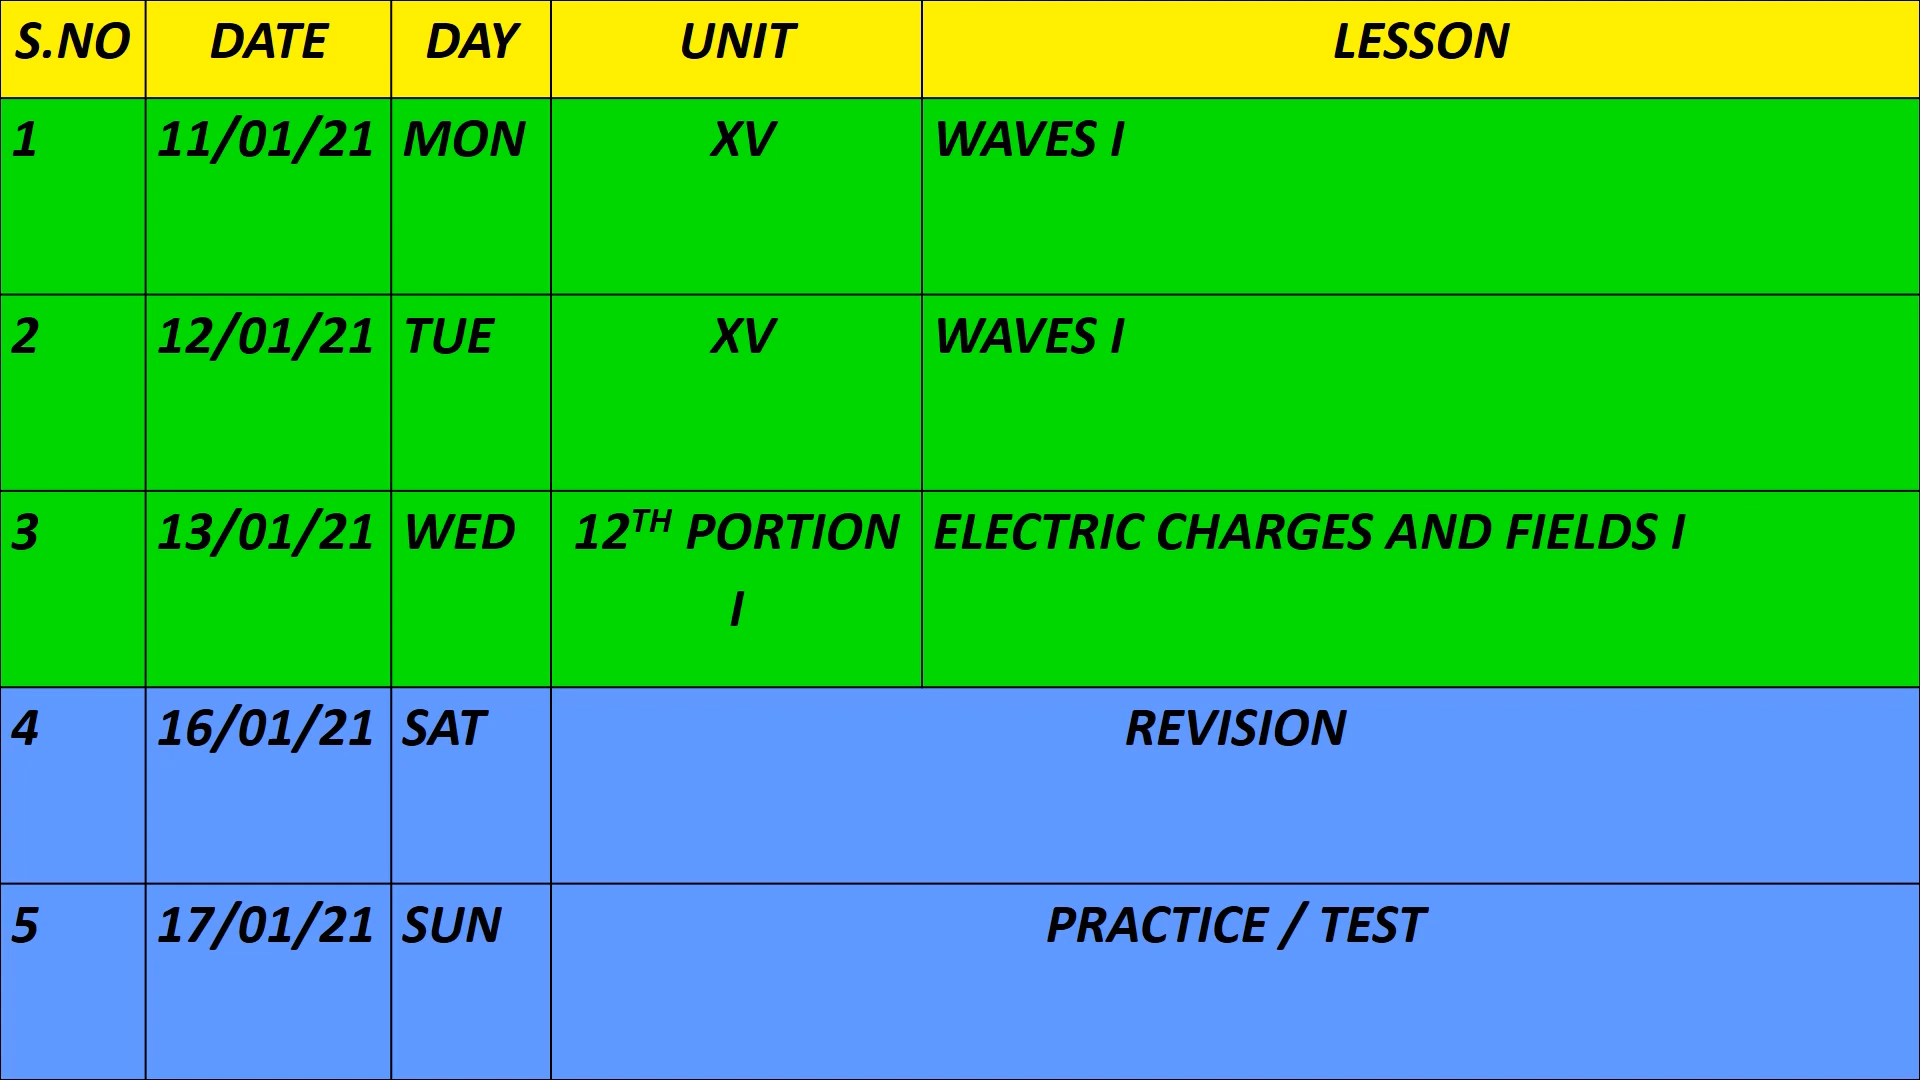 S.NO DATE DAY UNIT LESSON
1 11/01/21 MON XV WAVES I
2 12/01/21 TUE XV WAVES I
3 13/01/21 WED 12TH PORTION ELECTRIC CHARGES AND FIELDS I
I
4 16/01/21 SAT REVISION
5 17/01/21 SUN PRACTICE / TEST